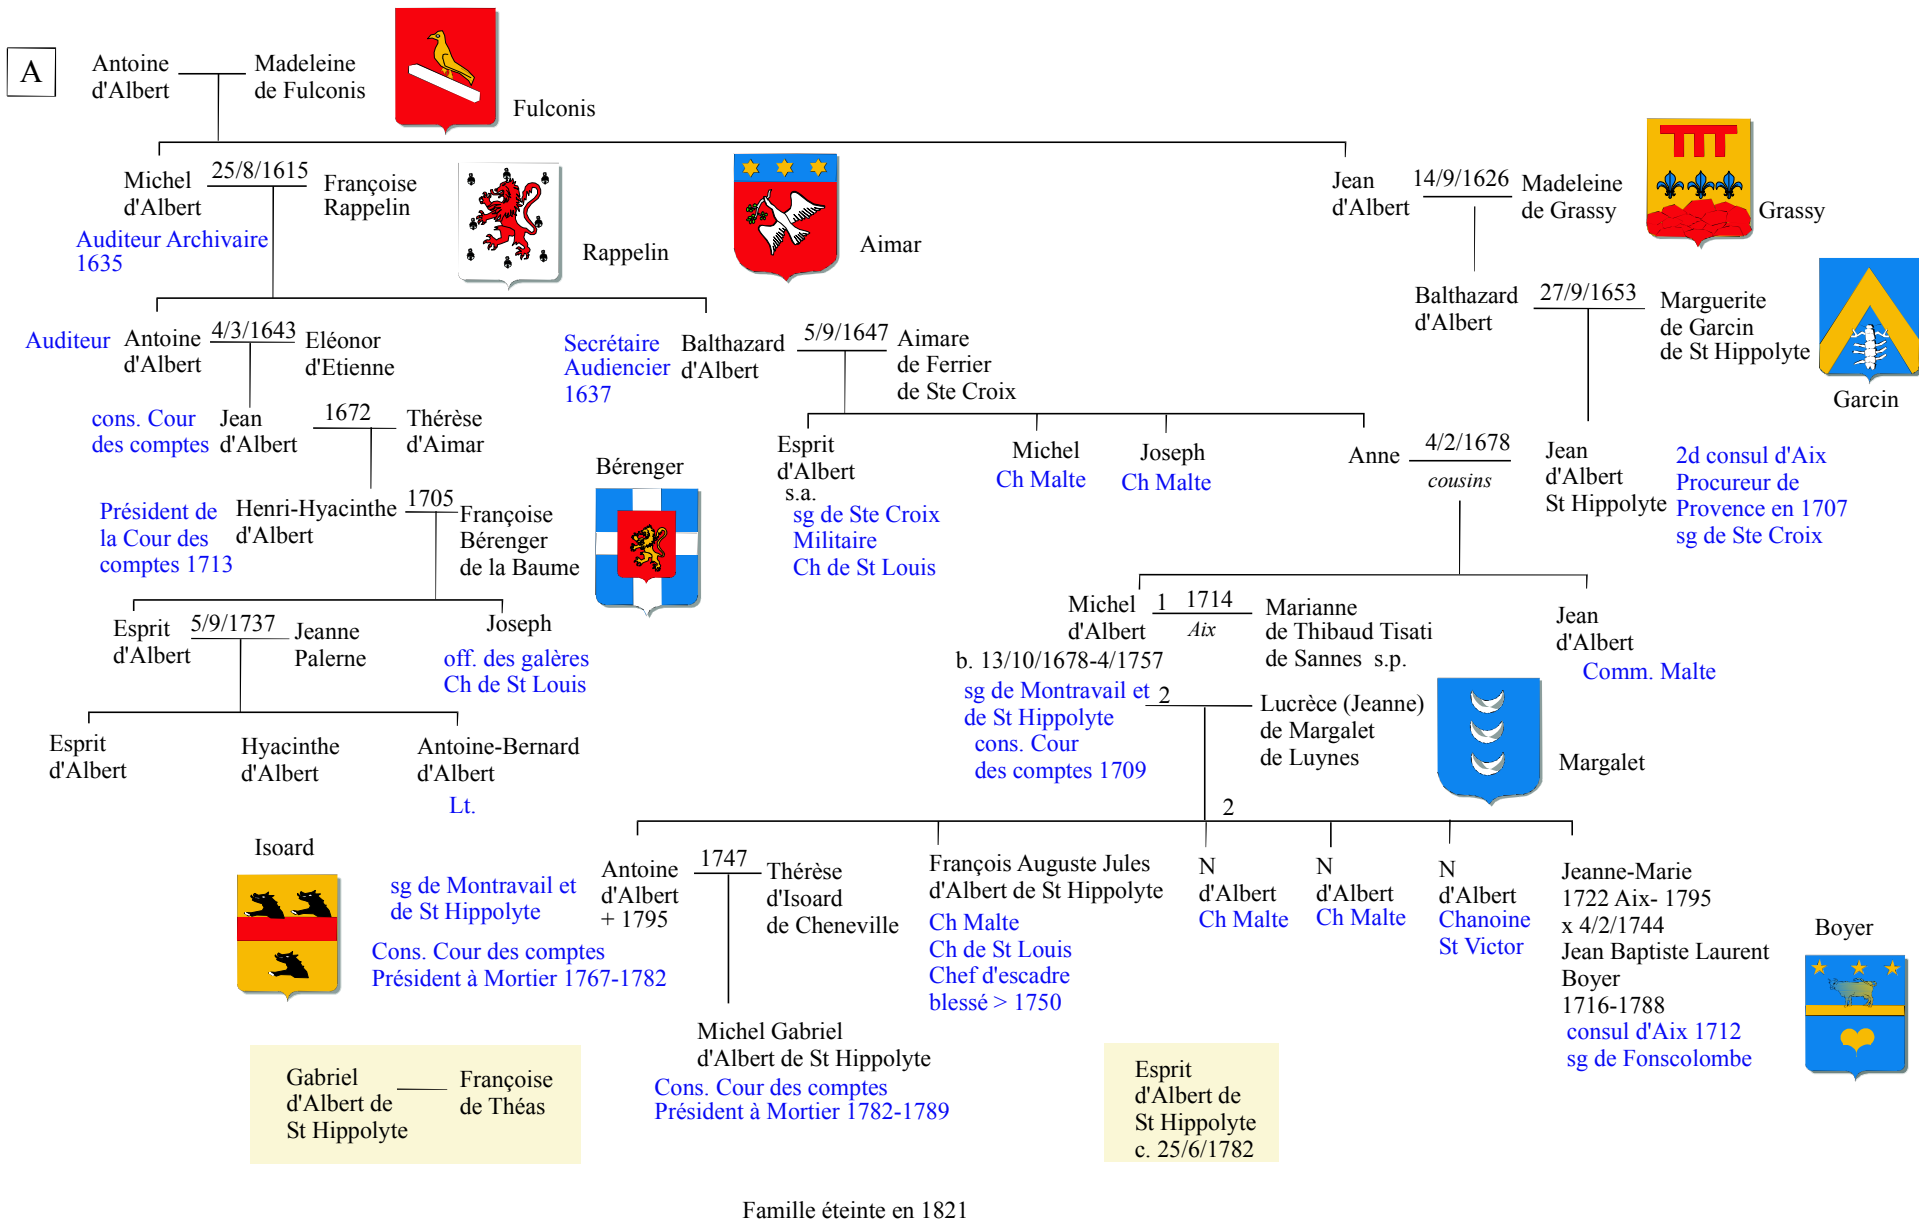 A
Antoine
d'Albert
Madeleine
de Fulconis
Fulconis
Michel
d'Albert
25/8/1615
Françoise
Rappelin
Auditeur Archivaire
1635
Rappelin
Aimar
Jean
d'Albert
14/9/1626
Madeleine
de Grassy
Grassy
Auditeur
Antoine
d'Albert
4/3/1643
Eléonor
d'Etienne
Secrétaire
Audiencier
1637
Balthazard
d'Albert
5/9/1647
Aimare
de Ferrier
de Ste Croix
Balthazard
d'Albert
27/9/1653
Marguerite
de Garcin
de St Hippolyte
Garcin
cons. Cour
des comptes
Jean
d'Albert
1672
Thérèse
d'Aimar
Esprit
d'Albert
s.a.
sg de Ste Croix
Militaire
Ch de St Louis
Michel
Ch Malte
Joseph
Ch Malte
Anne
4/2/1678
cousins
Jean
d'Albert
St Hippolyte
2d consul d'Aix
Procureur de
Provence en 1707
sg de Ste Croix
Président de
la Cour des
comptes 1713
Henri-Hyacinthe
d'Albert
1705
Françoise
Bérenger
de la Baume
Bérenger
Esprit
d'Albert
5/9/1737
Jeanne
Palerne
Joseph
off. des galères
Ch de St Louis
Michel
d'Albert
1
1714
Aix
Marianne
de Thibaud Tisati
de Sannes s.p.
b. 13/10/1678-4/1757
sg de Montravail et
de St Hippolyte
cons. Cour
des comptes 1709
2
Lucrèce (Jeanne)
de Margalet
de Luynes
Margalet
Jean
d'Albert
Comm. Malte
Esprit
d'Albert
Hyacinthe
d'Albert
Antoine-Bernard
d'Albert
Lt.
2
Isoard
sg de Montravail et
de St Hippolyte
Cons. Cour des comptes
Président à Mortier 1767-1782
Antoine
d'Albert
+ 1795
1747
Thérèse
d'Isoard
de Cheneville
François Auguste Jules
d'Albert de St Hippolyte
Ch Malte
Ch de St Louis
Chef d'escadre
blessé > 1750
N
d'Albert
Ch Malte
N
d'Albert
Ch Malte
N
d'Albert
Chanoine
St Victor
Jeanne-Marie
1722 Aix- 1795
x 4/2/1744
Jean Baptiste Laurent
Boyer
1716-1788
consul d'Aix 1712
sg de Fonscolombe
Boyer
Michel Gabriel
d'Albert de St Hippolyte
Cons. Cour des comptes
Président à Mortier 1782-1789
Gabriel
d'Albert de
St Hippolyte
Françoise
de Théas
Esprit
d'Albert de
St Hippolyte
c. 25/6/1782
Famille éteinte en 1821